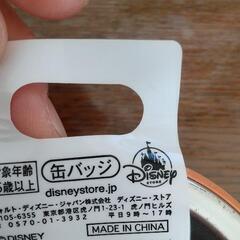 対象年齢
6歳以上
缶バッジ
disneystore.jp
DISNEY
STORE
ウォルト・ディズニー・ジャパン株式会社 ディズニー・ストア
105-6355 東京都港区虎ノ門1-23-1 虎ノ門ヒルズ
0570-01-3932 平日9時〜17時
DISNEY
MADE IN CHINA